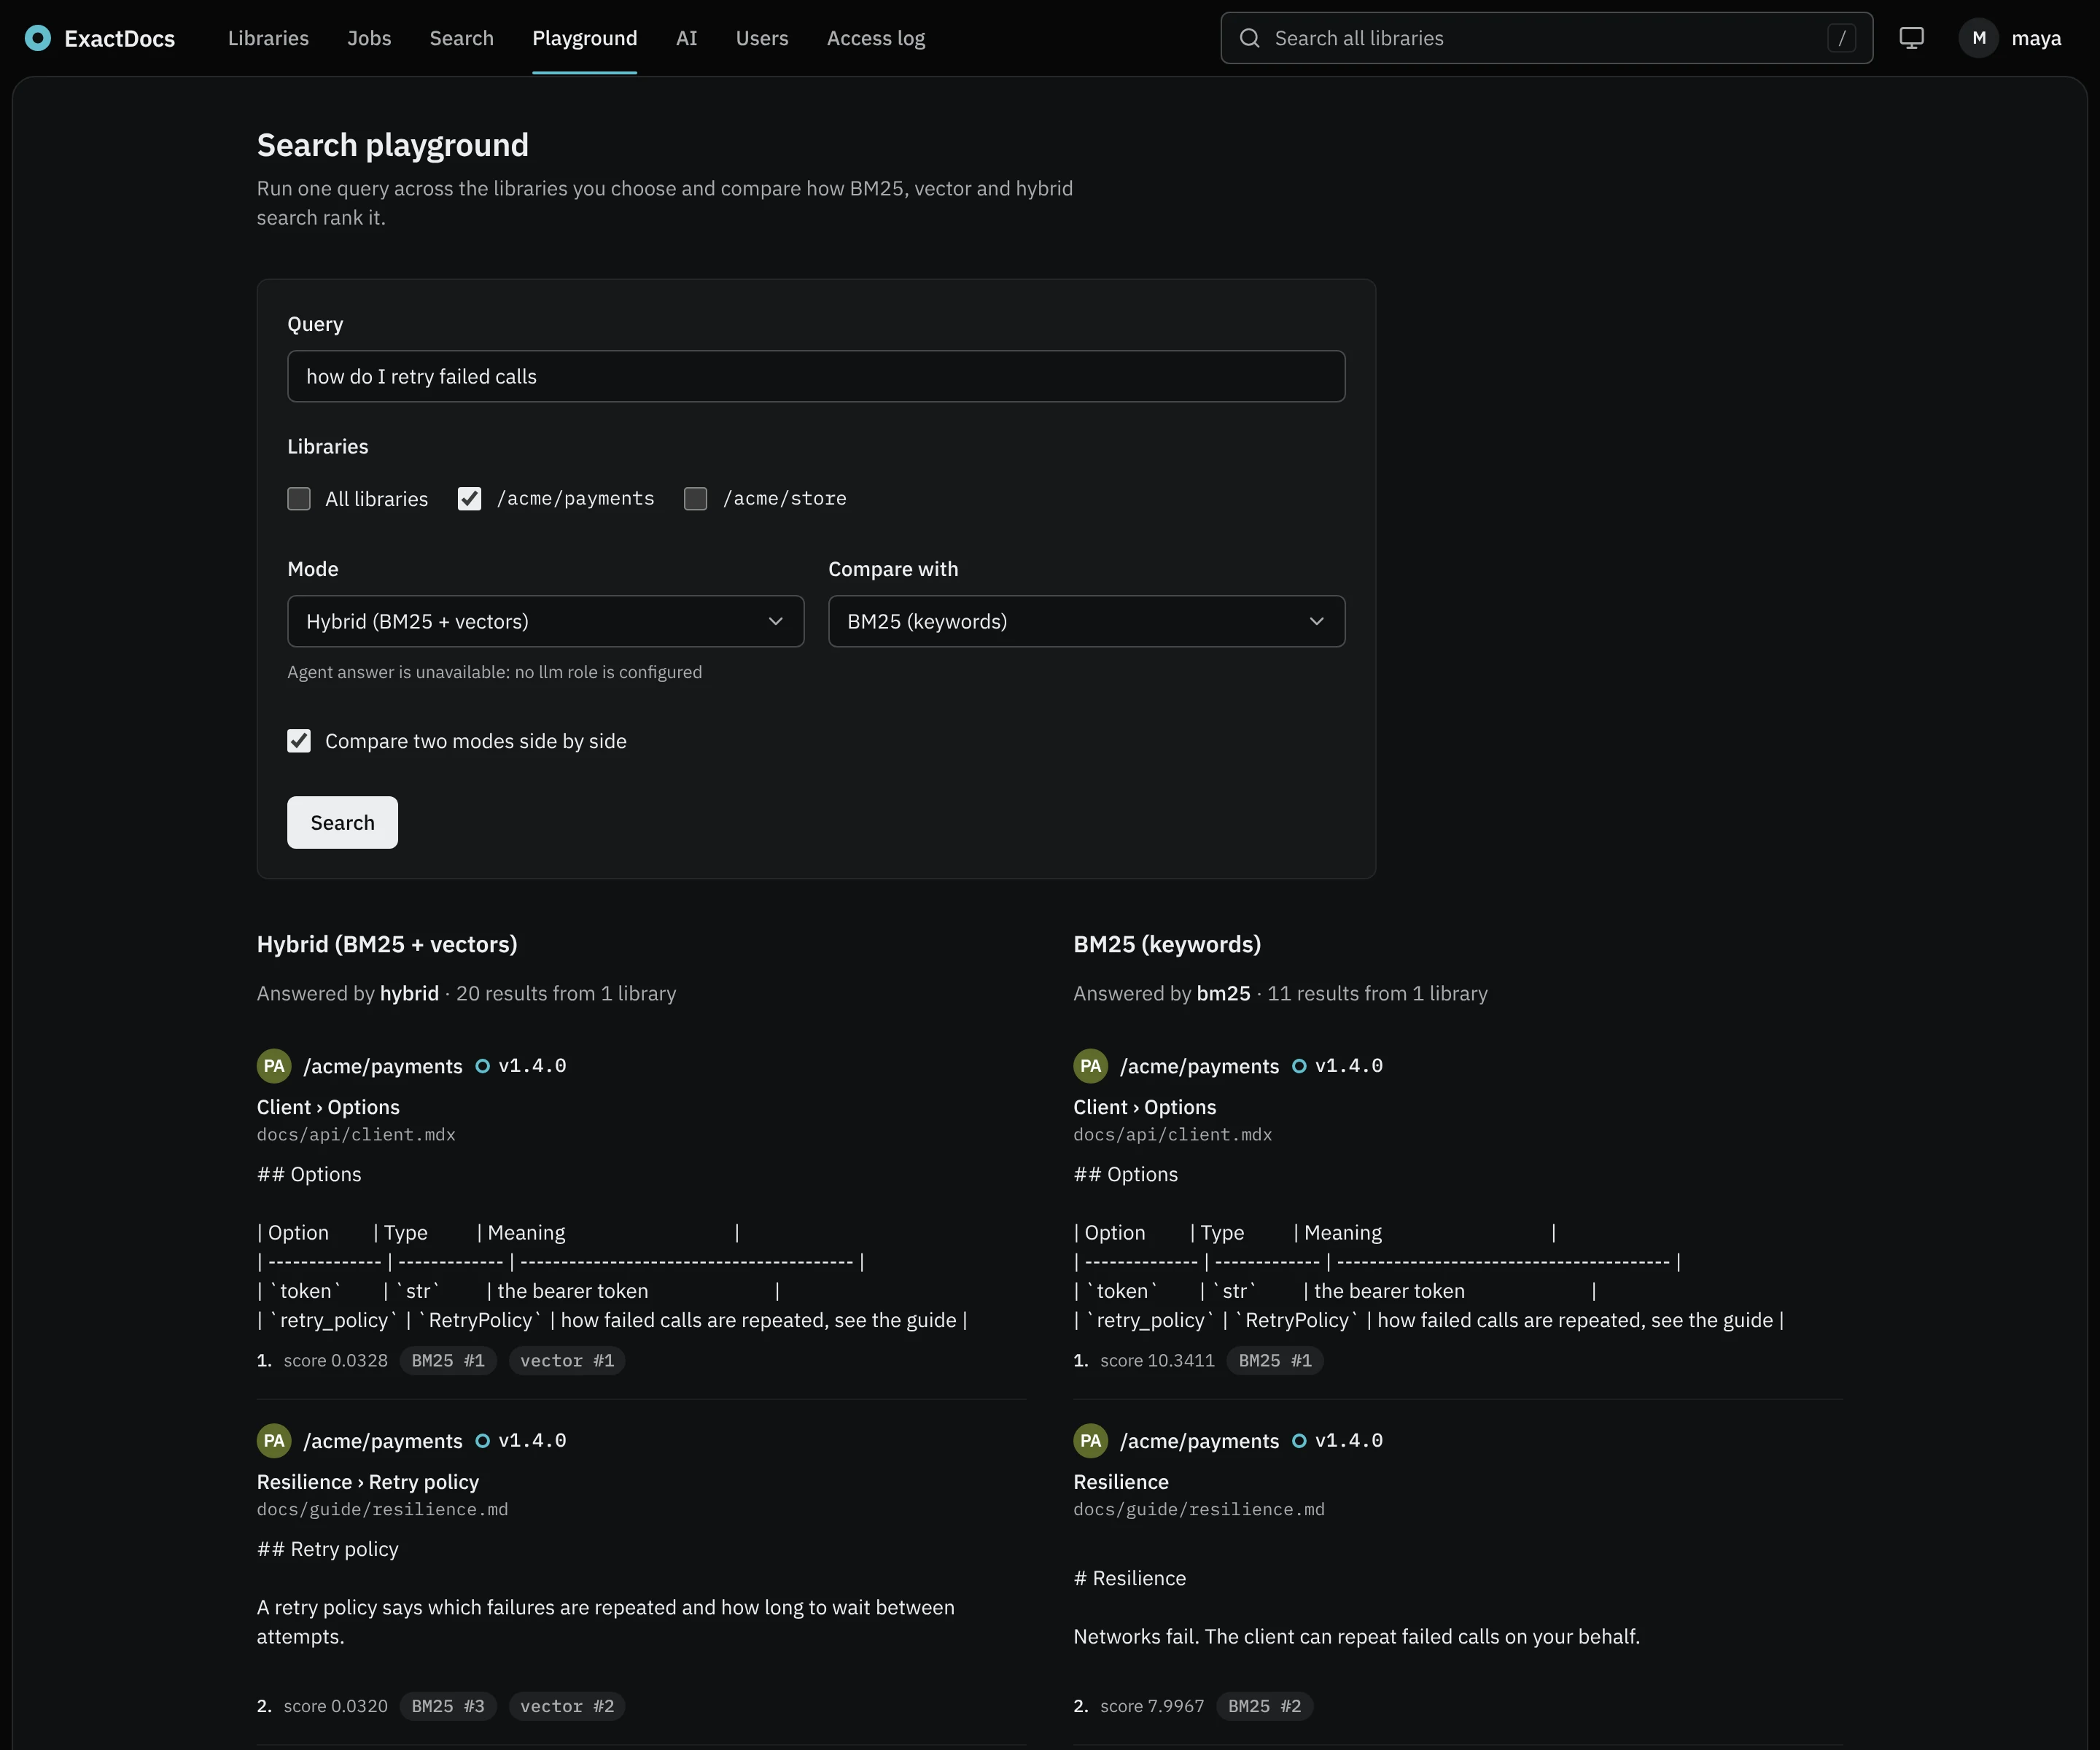 ExactDocs Libraries Jobs Search Playground AI Users Access log Search all libraries / M maya
Search playground
Run one query across the libraries you choose and compare how BM25, vector and hybrid
search rank it.
Query
how do I retry failed calls
Libraries
All libraries /acme/payments /acme/store
Mode Compare with
Hybrid (BM25 + vectors) BM25 (keywords)
Agent answer is unavailable: no llm role is configured
Compare two modes side by side
Search
Hybrid (BM25 + vectors)
Answered by hybrid · 20 results from 1 library
PA /acme/payments v1.4.0
Client › Options
docs/api/client.mdx
## Options
| Option | Type | Meaning |
| -------------- | ------------- | ----------------------------------------- |
| `token` | `str` | the bearer token |
| `retry_policy` | `RetryPolicy` | how failed calls are repeated, see the guide |
1. score 0.0328 BM25 #1 vector #1
PA /acme/payments v1.4.0
Resilience › Retry policy
docs/guide/resilience.md
## Retry policy
A retry policy says which failures are repeated and how long to wait between
attempts.
2. score 0.0320 BM25 #3 vector #2
BM25 (keywords)
Answered by bm25 · 11 results from 1 library
PA /acme/payments v1.4.0
Client › Options
docs/api/client.mdx
## Options
| Option | Type | Meaning |
| -------------- | ------------- | ----------------------------------------- |
| `token` | `str` | the bearer token |
| `retry_policy` | `RetryPolicy` | how failed calls are repeated, see the guide |
1. score 10.3411 BM25 #1
PA /acme/payments v1.4.0
Resilience
docs/guide/resilience.md
# Resilience
Networks fail. The client can repeat failed calls on your behalf.
2. score 7.9967 BM25 #2